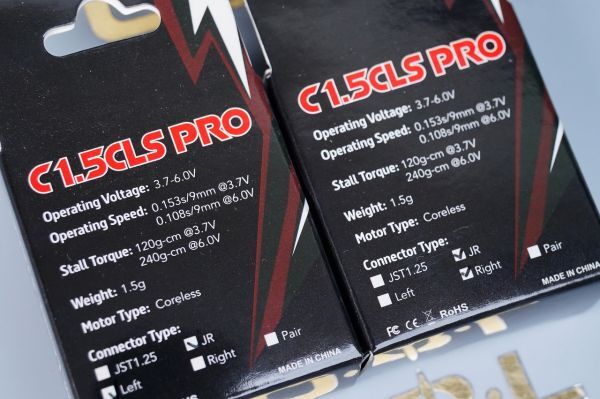 C1.5CLS PRO
Operating Voltage: 3.7-6.0V
Operating Speed: 0.153s/9mm @3.7V
0.108s/9mm @6.0V
Stall Torque: 120g-cm @3.7V
240g-cm @6.0V
Weight: 1.5g
Motor Type: Coreless
Connector Type:
JST1.25 JR Pair
Left Right
MADE IN CHINA
C1.5CLS PRO
Operating Voltage: 3.7-6.0V
Operating Speed: 0.153s/9mm @3.7V
0.108s/9mm @6.0V
Stall Torque: 120g-cm @3.7V
240g-cm @6.0V
Weight: 1.5g
Motor Type: Coreless
Connector Type:
JST1.25 JR Pair
Left Right
MADE IN CHINA
FC CE RoHS